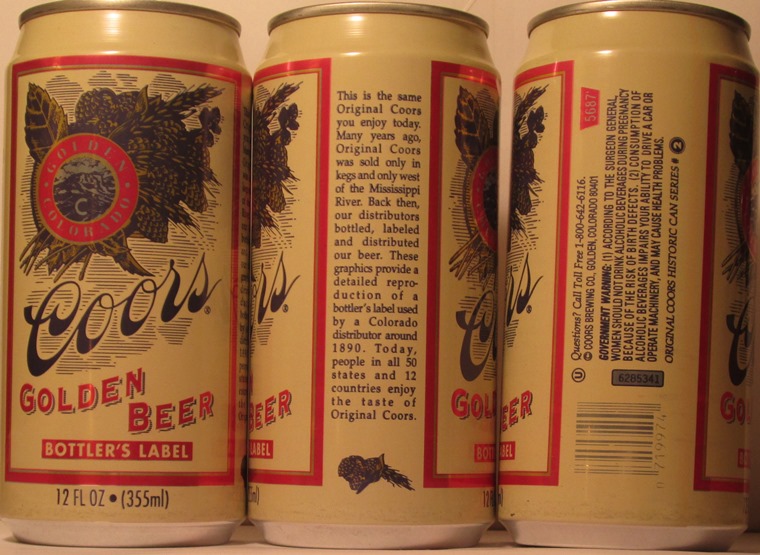 GOLDEN
COLORADO
C
Coors
GOLDEN
BEER
BOTTLER'S LABEL
12 FL OZ • (355ml)
This is the same
Original Coors
you enjoy today.
Many years ago,
Original Coors
was sold only in
kegs and only west
of the Mississippi
River. Back then,
our distributors
bottled, labeled
and distributed
our beer. These
graphics provide a
detailed repro-
duction of a
bottler's label used
by a Colorado
distributor around
1890. Today,
people in all 50
states and 12
countries enjoy
the taste of
Original Coors.
5687
Questions? Call Toll Free 1-800-642-6116.
© COORS BREWING CO., GOLDEN, COLORADO 80401
GOVERNMENT WARNING: (1) ACCORDING TO THE SURGEON GENERAL,
WOMEN SHOULD NOT DRINK ALCOHOLIC BEVERAGES DURING PREGNANCY
BECAUSE OF THE RISK OF BIRTH DEFECTS. (2) CONSUMPTION OF
ALCOHOLIC BEVERAGES IMPAIRS YOUR ABILITY TO DRIVE A CAR OR
OPERATE MACHINERY, AND MAY CAUSE HEALTH PROBLEMS.
ORIGINAL COORS HISTORIC CAN SERIES # 2
U
6285341